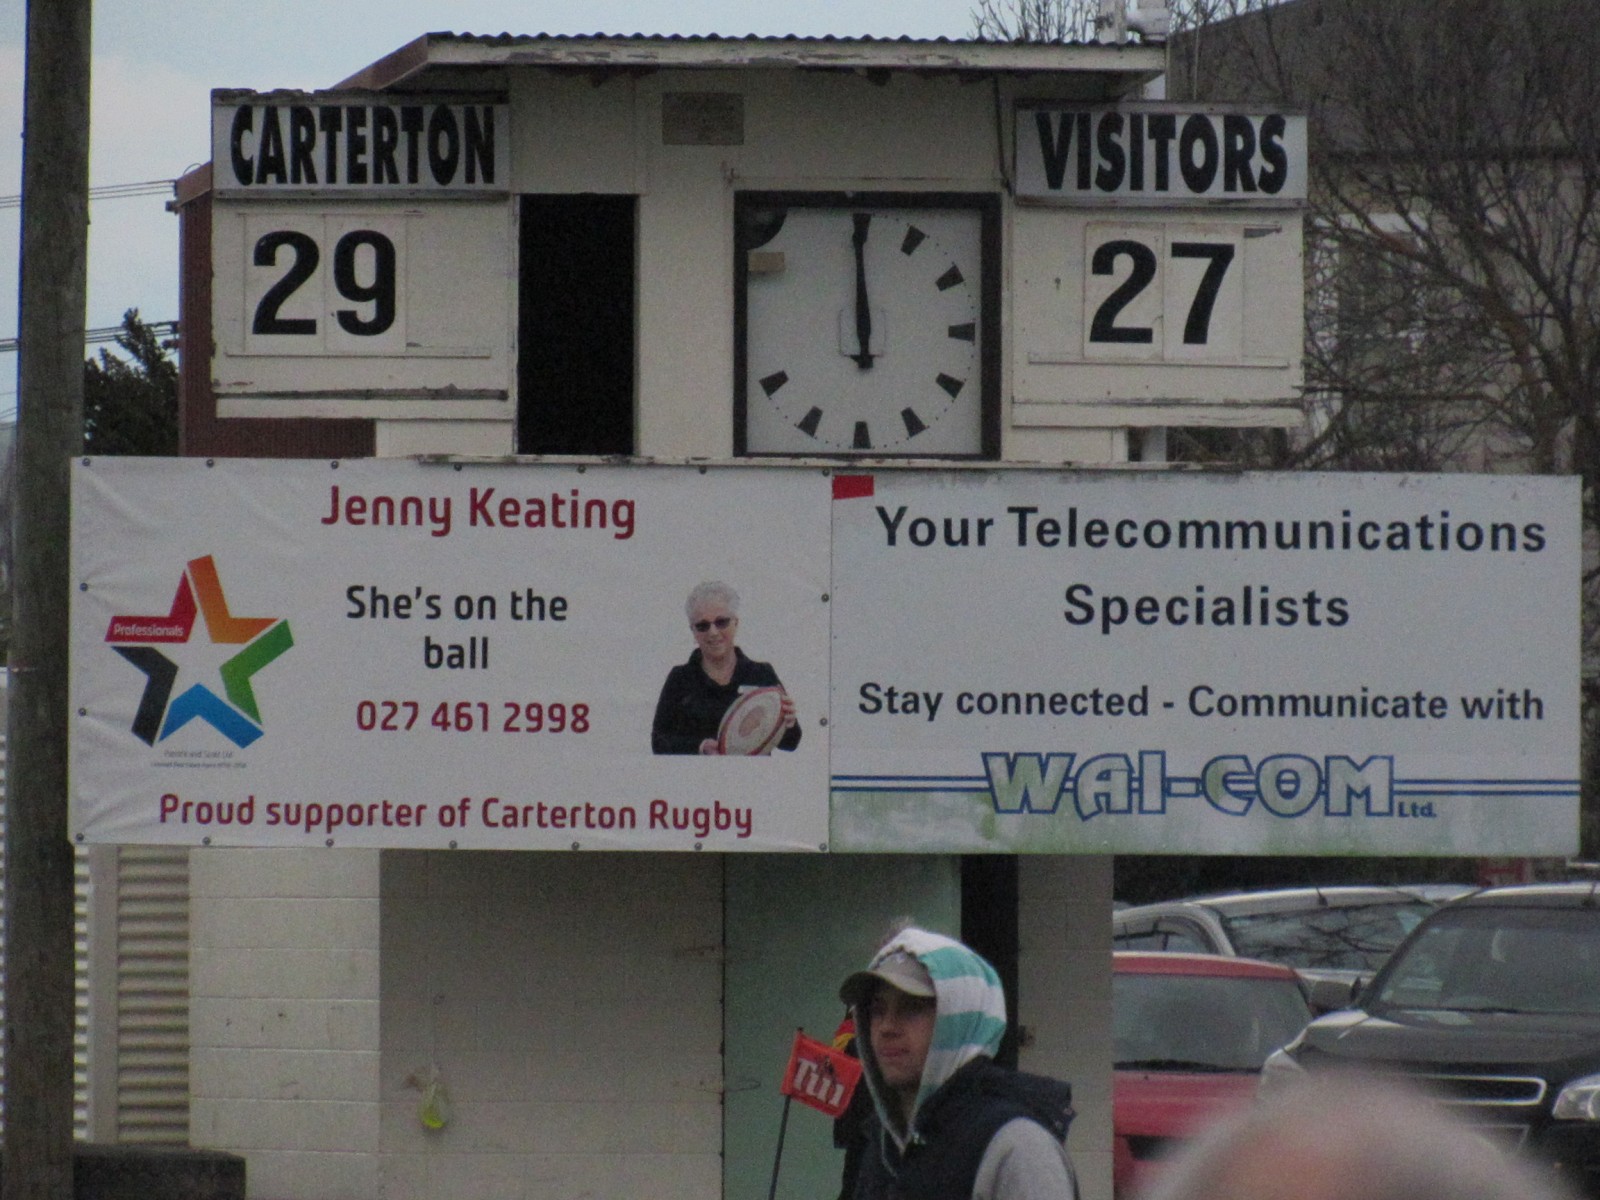 CARTERTON
VISITORS
29
27
Jenny Keating
She's on the
ball
027 461 2998
Professionals
Proud supporter of Carterton Rugby
Your Telecommunications
Specialists
Stay connected - Communicate with
WAI-COM Ltd.
Tui